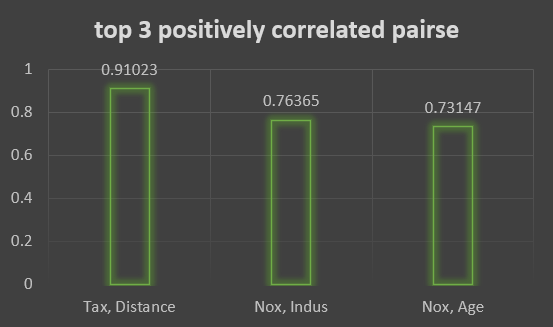 top 3 positively correlated pairse
1
0.8
0.6
0.4
0.2
0
0.91023
0.76365
0.73147
Tax, Distance
Nox, Indus
Nox, Age